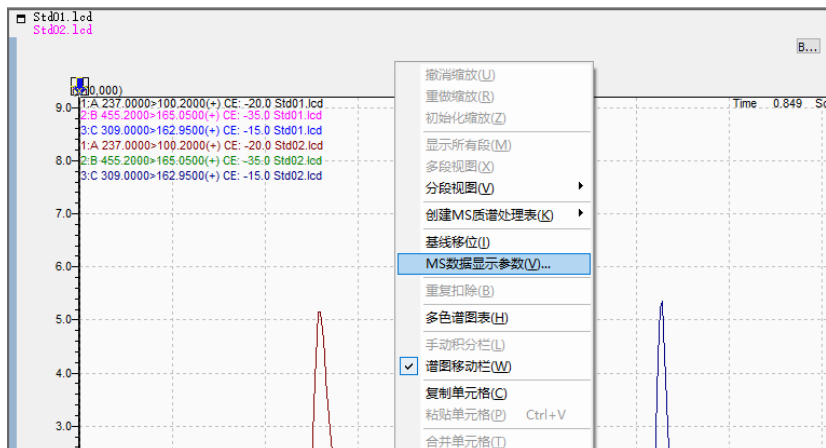 Std01.lcd
Std02.lcd
B...
0,000)
1:A 237.0000>100.2000(+) CE: -20.0 Std01.lcd
2:B 455.2000>165.0500(+) CE: -35.0 Std01.lcd
3:C 309.0000>162.9500(+) CE: -15.0 Std01.lcd
1:A 237.0000>100.2000(+) CE: -20.0 Std02.lcd
2:B 455.2000>165.0500(+) CE: -35.0 Std02.lcd
3:C 309.0000>162.9500(+) CE: -15.0 Std02.lcd
Time 0.849
9.0
8.0
7.0
6.0
5.0
4.0
3.0
撤消缩放(U)
重做缩放(R)
初始化缩放(Z)
显示所有段(M)
多段视图(X)
分段视图(V)
创建MS质谱处理表(K)
基线移位(I)
MS数据显示参数(V)...
重复扣除(B)
多色谱图表(H)
手动积分栏(L)
谱图移动栏(W)
复制单元格(C)
粘贴单元格(P) Ctrl+V
合并单元格(T)